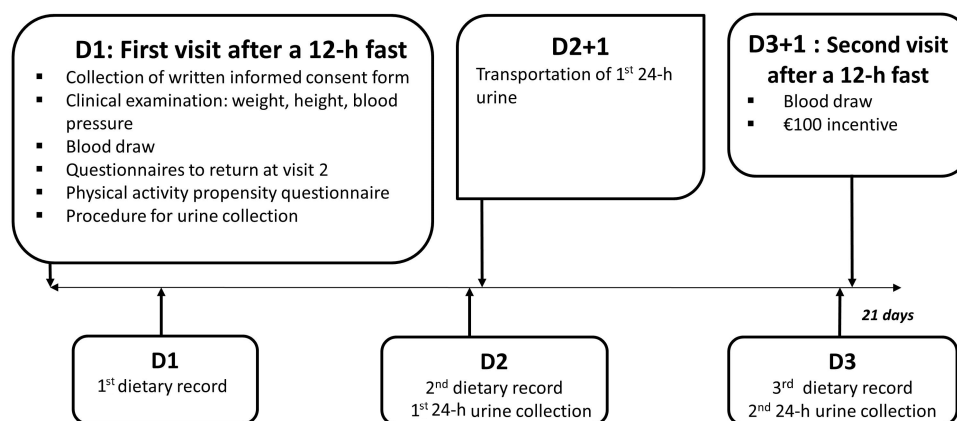 D1: First visit after a 12-h fast
▪ Collection of written informed consent form
▪ Clinical examination: weight, height, blood
pressure
▪ Blood draw
▪ Questionnaires to return at visit 2
▪ Physical activity propensity questionnaire
▪ Procedure for urine collection
D2+1
Transportation of 1st 24-h
urine
D3+1 : Second visit
after a 12-h fast
▪ Blood draw
▪ €100 incentive
21 days
D1
1st dietary record
D2
2nd dietary record
1st 24-h urine collection
D3
3rd dietary record
2nd 24-h urine collection